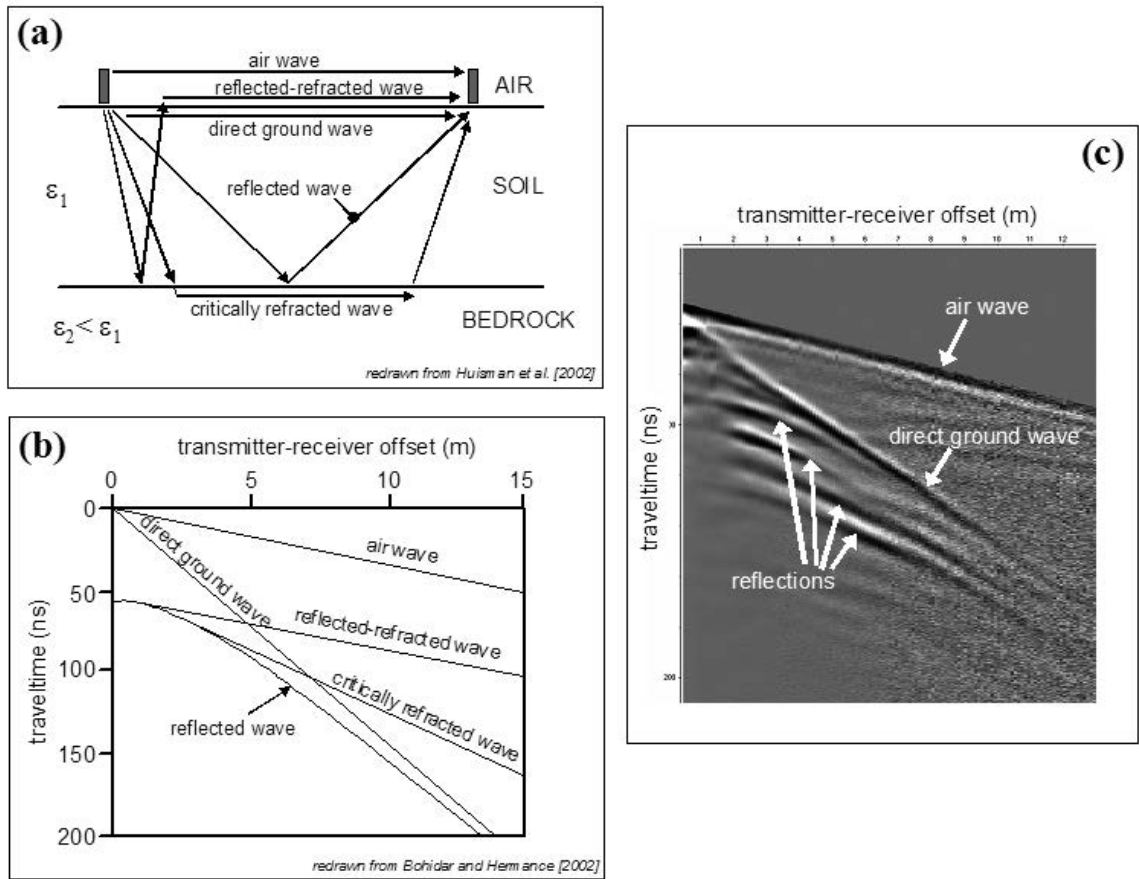 (a)
air wave
AIR
reflected-refracted wave
direct ground wave
ε1
reflected wave
SOIL
critically refracted wave
ε2< ε1
BEDROCK
redrawn from Huisman et al. [2002]
(b)
transmitter-receiver offset (m)
0 5 10 15
traveltime (ns)
0
50
100
150
200
direct ground wave
air wave
reflected-refracted wave
critically refracted wave
reflected wave
redrawn from Bohidar and Hermance [2002]
(c)
transmitter-receiver offset (m)
1 2 3 4 5 6 7 8 9 10 11 12
traveltime (ns)
air wave
direct ground wave
reflections
200